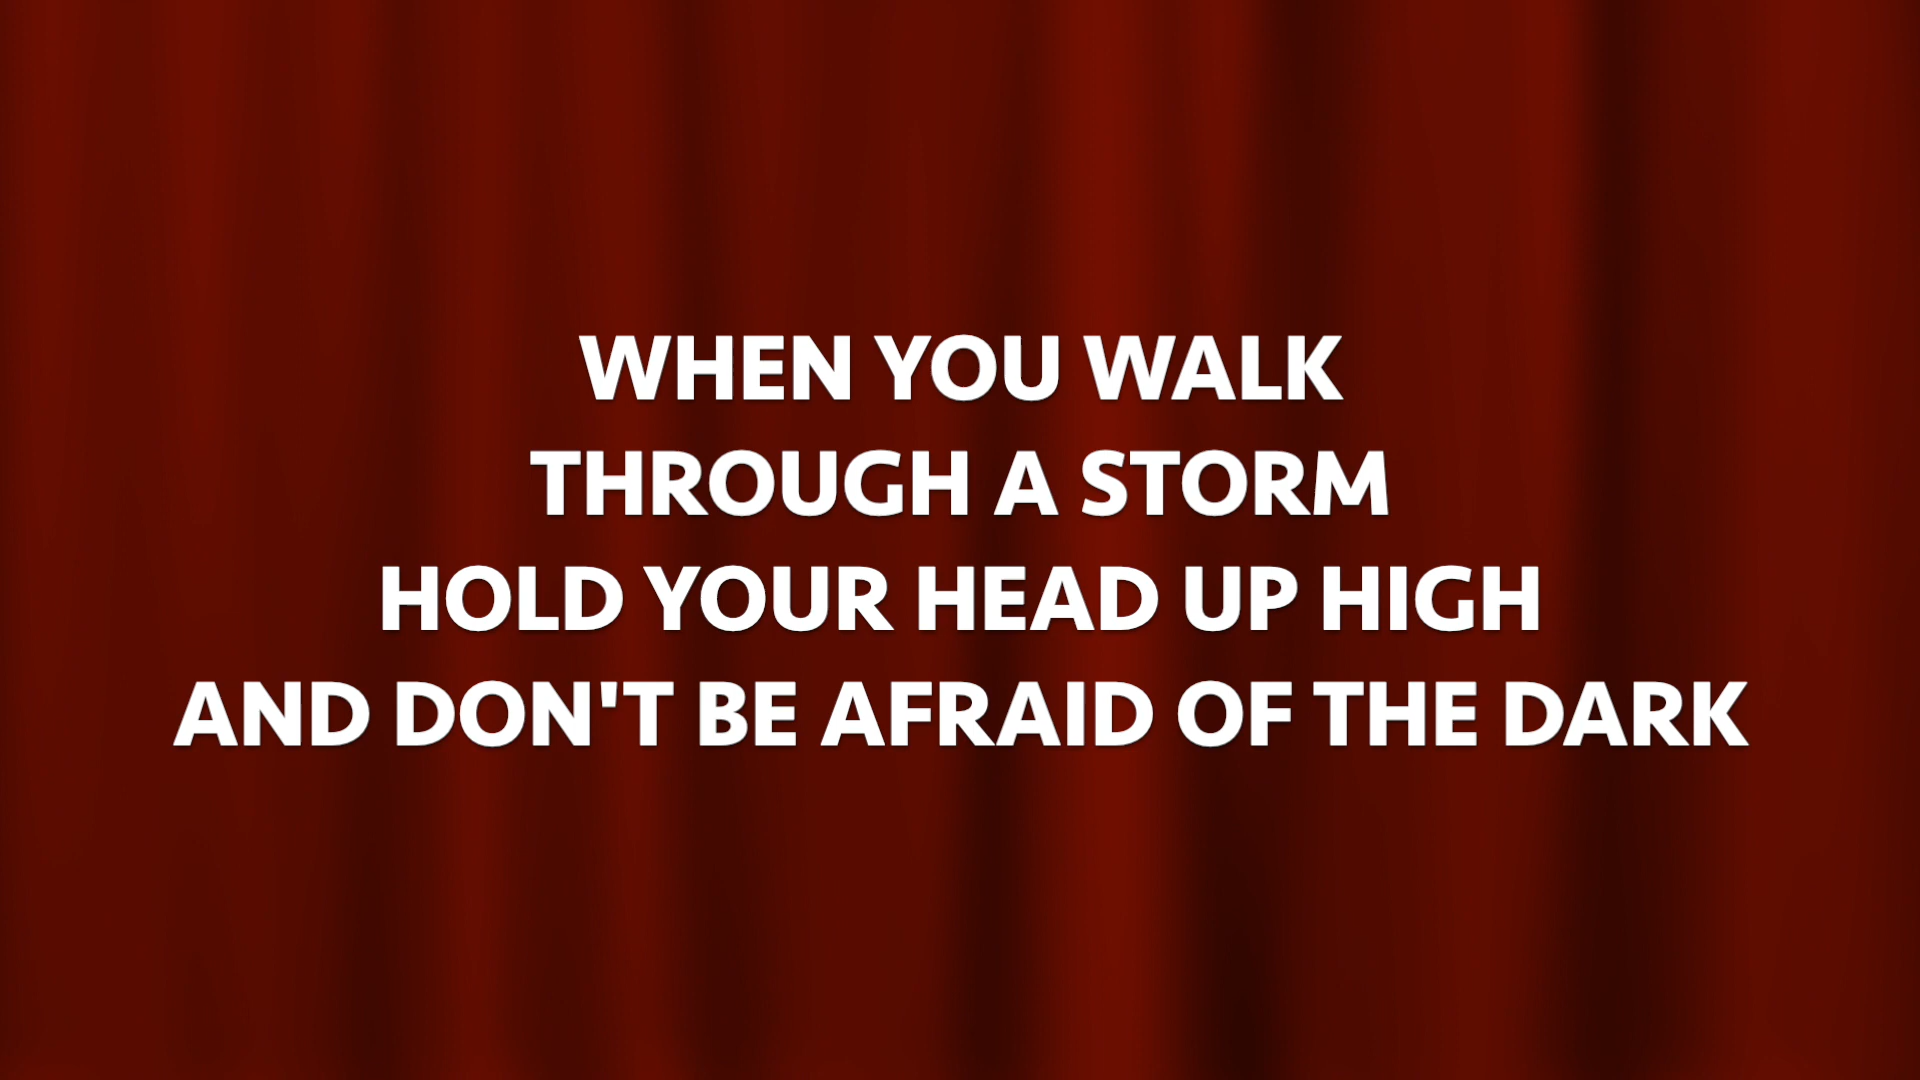 WHEN YOU WALK
THROUGH A STORM
HOLD YOUR HEAD UP HIGH
AND DON'T BE AFRAID OF THE DARK